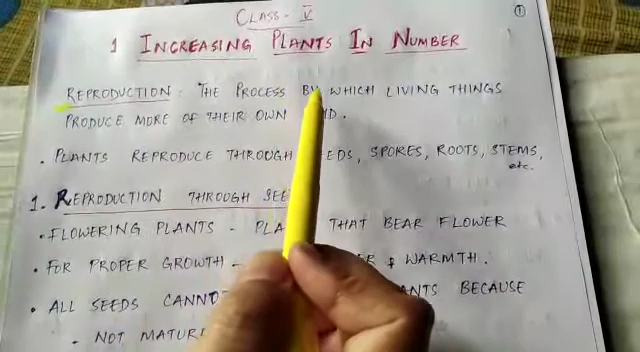 CLASS - V
1
1 INCREASING PLANTS IN NUMBER
REPRODUCTION : THE PROCESS BY WHICH LIVING THINGS
PRODUCE MORE OF THEIR OWN
. PLANTS REPRODUCE THROUGH SPORES, ROOTS, STEMS, etc.
1. REPRODUCTION THROUGH
. FLOWERING PLANTS - THAT BEAR FLOWER
. FOR PROPER GROWTH - & WARMTH.
. ALL SEEDS BECAUSE
- NOT